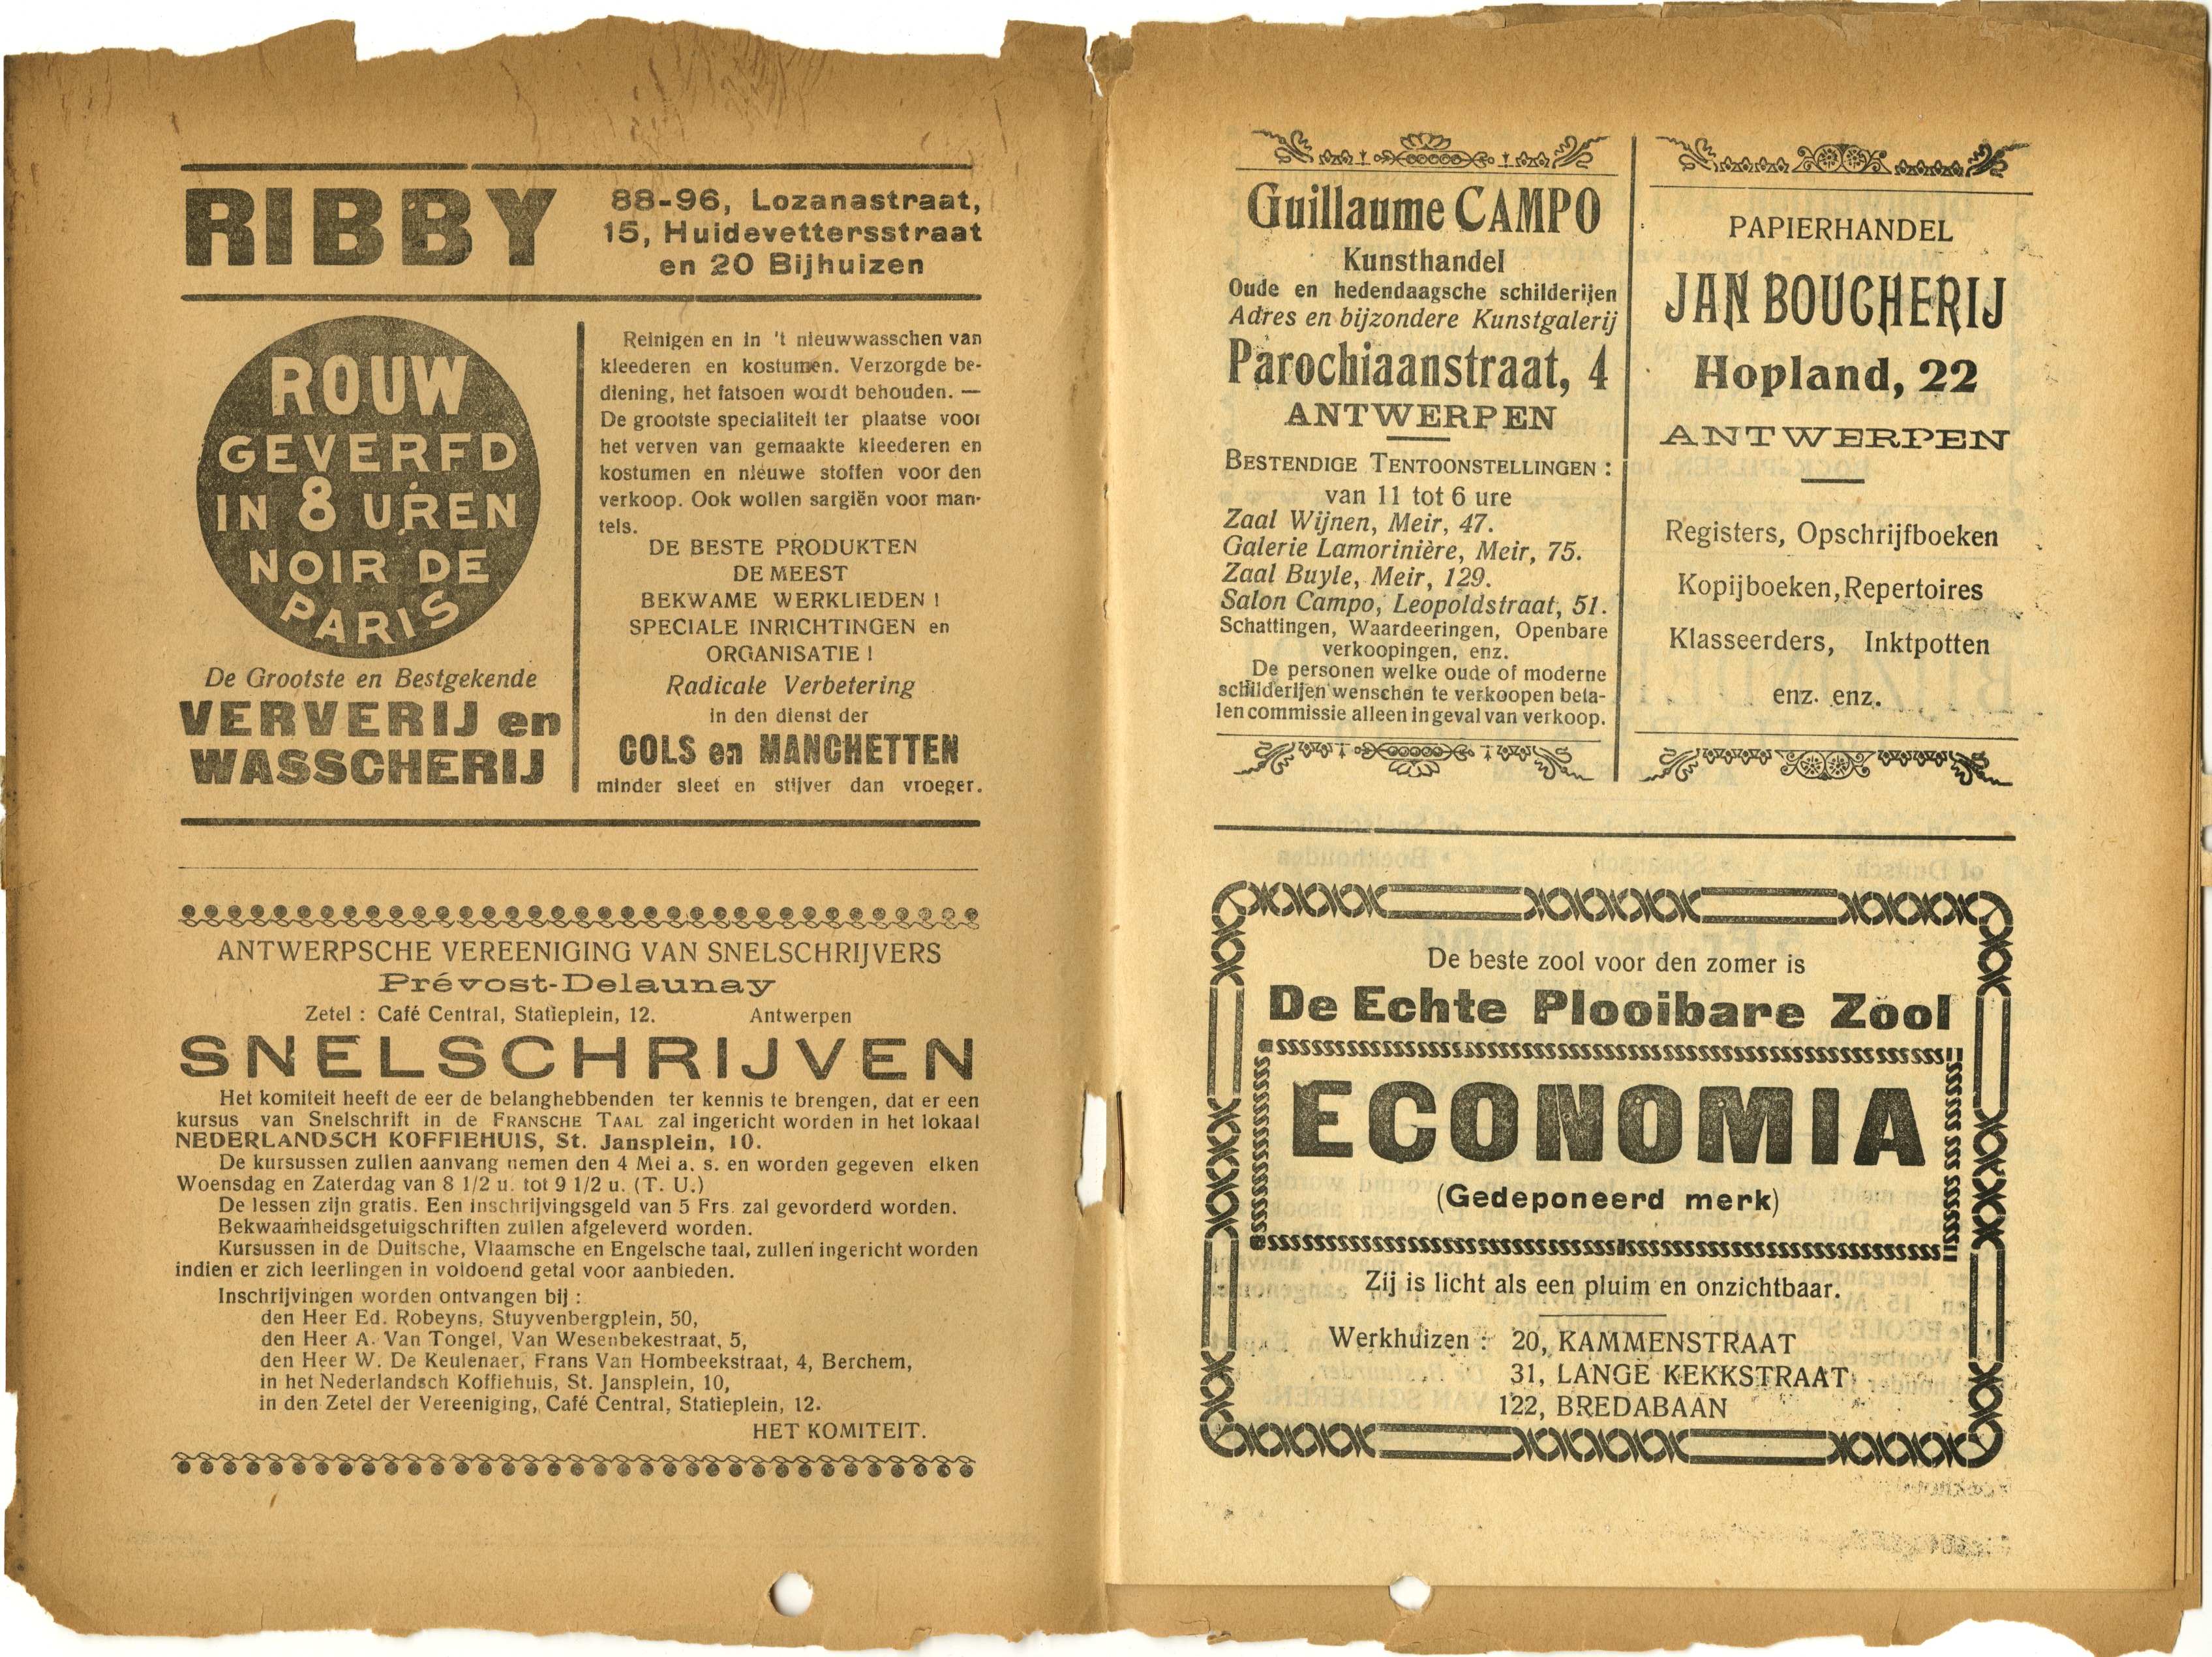 RIBBY
88-96, Lozanastraat,
15, Huidevettersstraat
en 20 Bijhuizen
ROUW
GEVERFD
IN 8 UREN
NOIR DE
PARIS
De Grootste en Bestgekende
VERVERIJ en
WASSCHERIJ
Reinigen en in 't nieuwwasschen van
kleederen en kostumen. Verzorgde be-
diening, het fatsoen wordt behouden. —
De grootste specialiteit ter plaatse voor
het verven van gemaakte kleederen en
kostumen en nieuwe stoffen voor den
verkoop. Ook wollen sargiën voor man-
tels.
DE BESTE PRODUKTEN
DE MEEST
BEKWAME WERKLIEDEN !
SPECIALE INRICHTINGEN en
ORGANISATIE !
Radicale Verbetering
in den dienst der
COLS en MANCHETTEN
minder sleet en stijver dan vroeger.
ANTWERPSCHE VEREENIGING VAN SNELSCHRIJVERS
Prévost-Delaunay
Zetel : Café Central, Statieplein, 12. Antwerpen
SNELSCHRIJVEN
Het komiteit heeft de eer de belanghebbenden ter kennis te brengen, dat er een
kursus van Snelschrift in de FRANSCHE TAAL zal ingericht worden in het lokaal
NEDERLANDSCH KOFFIEHUIS, St. Jansplein, 10.
De kursussen zullen aanvang nemen den 4 Mei a. s. en worden gegeven elken
Woensdag en Zaterdag van 8 1/2 u. tot 9 1/2 u. (T. U.)
De lessen zijn gratis. Een inschrijvingsgeld van 5 Frs. zal gevorderd worden.
Bekwaamheidsgetuigschriften zullen afgeleverd worden.
Kursussen in de Duitsche, Vlaamsche en Engelsche taal, zullen ingericht worden
indien er zich leerlingen in voldoend getal voor aanbieden.
Inschrijvingen worden ontvangen bij :
den Heer Ed. Robeyns, Stuyvenbergplein, 50,
den Heer A. Van Tongel, Van Wesenbekestraat, 5,
den Heer W. De Keulenaer, Frans Van Hombeekstraat, 4, Berchem,
in het Nederlandsch Koffiehuis, St. Jansplein, 10,
in den Zetel der Vereeniging, Café Central, Statieplein, 12.
HET KOMITEIT.
Guillaume CAMPO
Kunsthandel
Oude en hedendaagsche schilderijen
Adres en bijzondere Kunstgalerij
Parochiaanstraat, 4
ANTWERPEN
BESTENDIGE TENTOONSTELLINGEN :
van 11 tot 6 ure
Zaal Wijnen, Meir, 47.
Galerie Lamorinière, Meir, 75.
Zaal Buyle, Meir, 129.
Salon Campo, Leopoldstraat, 51.
Schattingen, Waardeeringen, Openbare
verkoopingen, enz.
De personen welke oude of moderne
schilderijen wenschen te verkoopen beta-
len commissie alleen in geval van verkoop.
PAPIERHANDEL
JAN BOUCHERIJ
Hopland, 22
ANTWERPEN
Registers, Opschrijfboeken
Kopijboeken, Repertoires
Klasseerders, Inktpotten
enz. enz.
De beste zool voor den zomer is
De Echte Plooibare Zool
ECONOMIA
(Gedeponeerd merk)
Zij is licht als een pluim en onzichtbaar.
Werkhuizen : 20, KAMMENSTRAAT
31, LANGE KEKKSTRAAT
122, BREDABAAN